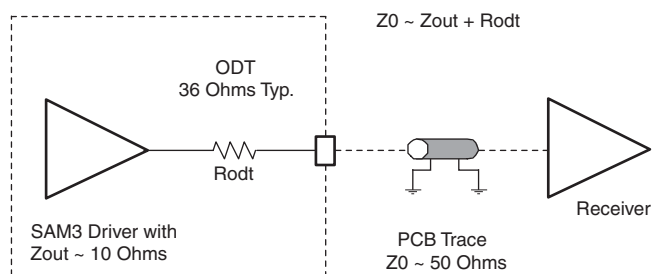 Z0 ~ Zout + Rodt
ODT
36 Ohms Typ.
Rodt
Receiver
SAM3 Driver with
Zout ~ 10 Ohms
PCB Trace
Z0 ~ 50 Ohms